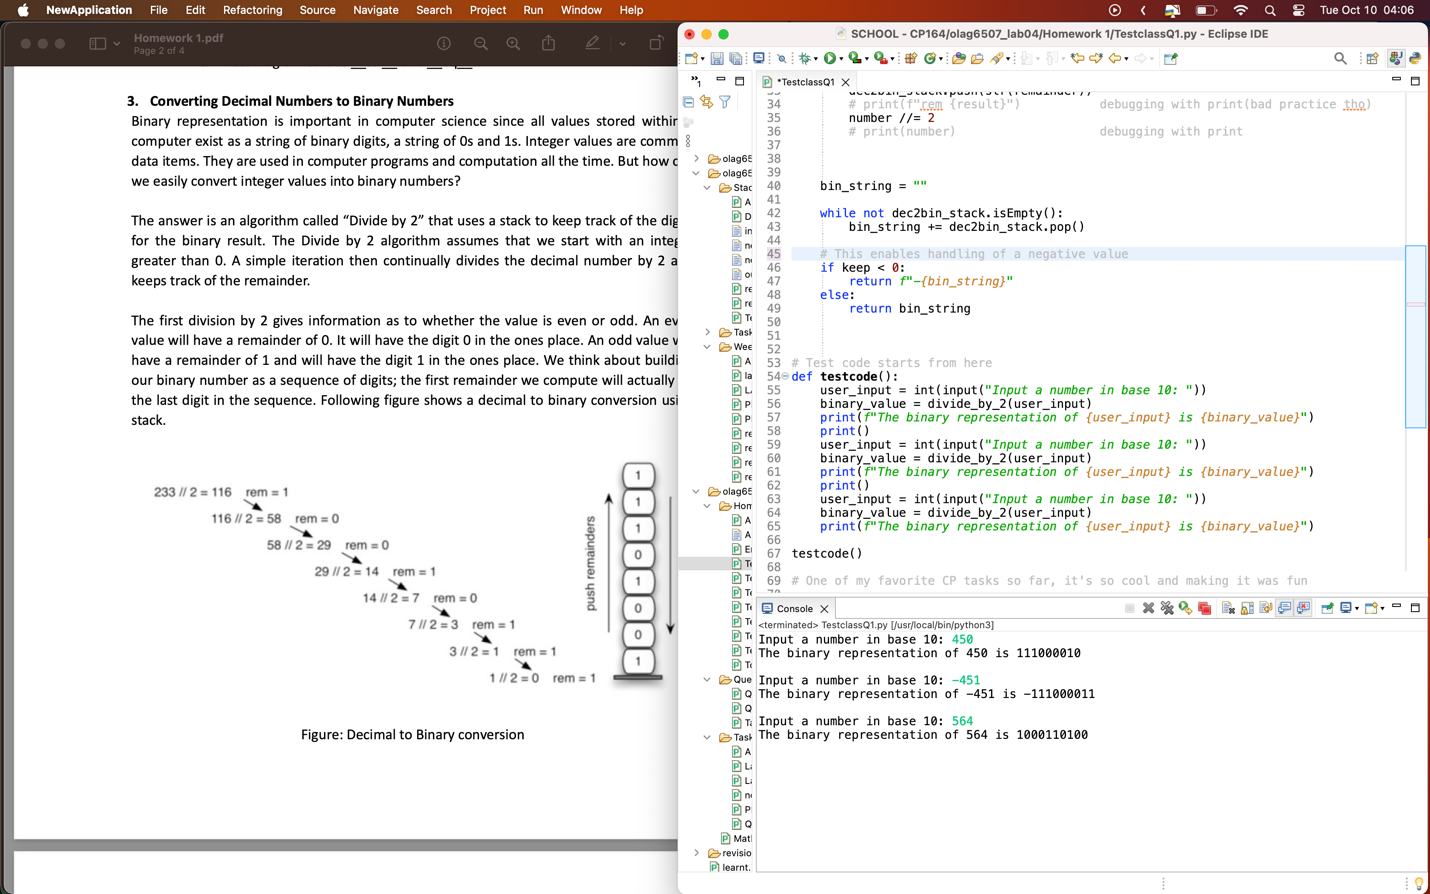 NewApplication File Edit Refactoring Source Navigate Search Project Run Window Help
Tue Oct 10 04:06
Homework 1.pdf
Page 2 of 4
3. Converting Decimal Numbers to Binary Numbers
Binary representation is important in computer science since all values stored within
computer exist as a string of binary digits, a string of 0s and 1s. Integer values are comm
data items. They are used in computer programs and computation all the time. But how
we easily convert integer values into binary numbers?
The answer is an algorithm called “Divide by 2” that uses a stack to keep track of the dig
for the binary result. The Divide by 2 algorithm assumes that we start with an integ
greater than 0. A simple iteration then continually divides the decimal number by 2 a
keeps track of the remainder.
The first division by 2 gives information as to whether the value is even or odd. An ev
value will have a remainder of 0. It will have the digit 0 in the ones place. An odd value
have a remainder of 1 and will have the digit 1 in the ones place. We think about buildi
our binary number as a sequence of digits; the first remainder we compute will actually
the last digit in the sequence. Following figure shows a decimal to binary conversion usi
stack.
233 // 2 = 116 rem = 1
116 // 2 = 58 rem = 0
58 // 2 = 29 rem = 0
29 // 2 = 14 rem = 1
14 // 2 = 7 rem = 0
7 // 2 = 3 rem = 1
3 // 2 = 1 rem = 1
1 // 2 = 0 rem = 1
push remainders
1
1
1
0
1
0
0
1
Figure: Decimal to Binary conversion
SCHOOL - CP164/olag6507_lab04/Homework 1/TestclassQ1.py - Eclipse IDE
*TestclassQ1
olag65
olag65
Stac
Task
Wee
olag65
Hom
Que
Task
Mat
revisio
learnt.
34 # print(f"rem {result}") debugging with print(bad practice tho)
35 number //= 2
36 # print(number) debugging with print
37
38
39
40 bin_string = ""
41
42 while not dec2bin_stack.isEmpty():
43 bin_string += dec2bin_stack.pop()
44
45 # This enables handling of a negative value
46 if keep < 0:
47 return f"-{bin_string}"
48 else:
49 return bin_string
50
51
52
53 # Test code starts from here
54 def testcode():
55 user_input = int(input("Input a number in base 10: "))
56 binary_value = divide_by_2(user_input)
57 print(f"The binary representation of {user_input} is {binary_value}")
58 print()
59 user_input = int(input("Input a number in base 10: "))
60 binary_value = divide_by_2(user_input)
61 print(f"The binary representation of {user_input} is {binary_value}")
62 print()
63 user_input = int(input("Input a number in base 10: "))
64 binary_value = divide_by_2(user_input)
65 print(f"The binary representation of {user_input} is {binary_value}")
66
67 testcode()
68
69 # One of my favorite CP tasks so far, it's so cool and making it was fun
Console
<terminated> TestclassQ1.py [/usr/local/bin/python3]
Input a number in base 10: 450
The binary representation of 450 is 111000010
Input a number in base 10: -451
The binary representation of -451 is -111000011
Input a number in base 10: 564
The binary representation of 564 is 1000110100